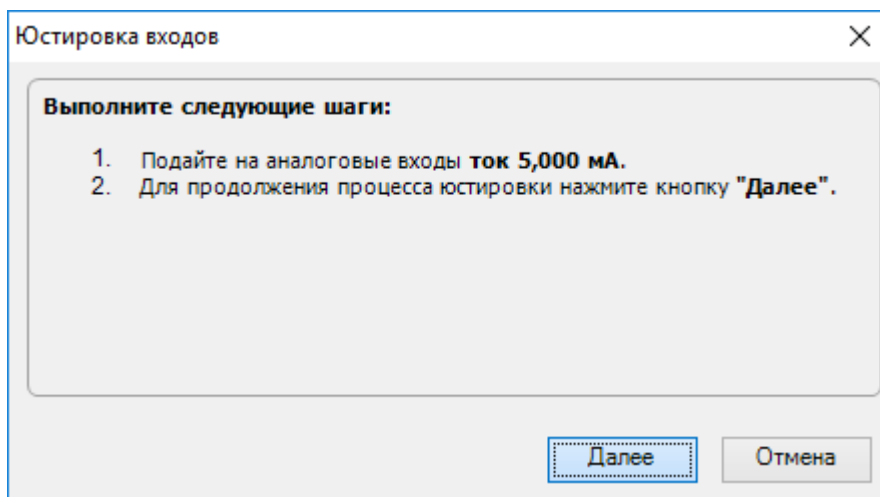 Юстировка входов
Выполните следующие шаги:
1. Подайте на аналоговые входы ток 5,000 мА.
2. Для продолжения процесса юстировки нажмите кнопку "Далее".
Далее Отмена